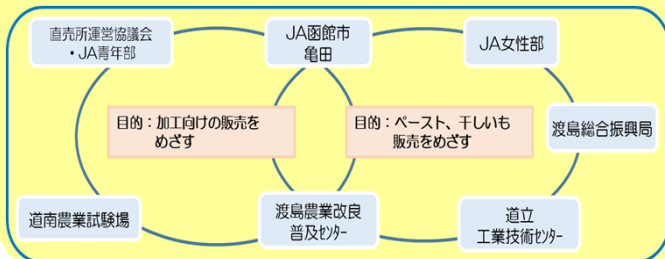 直売所運営協議会
・JA青年部
JA函館市
亀田
JA女性部
目的：加工向けの販売を
めざす
目的：ペースト、干しいも
販売をめざす
渡島総合振興局
道南農業試験場
渡島農業改良
普及センター
道立
工業技術センター